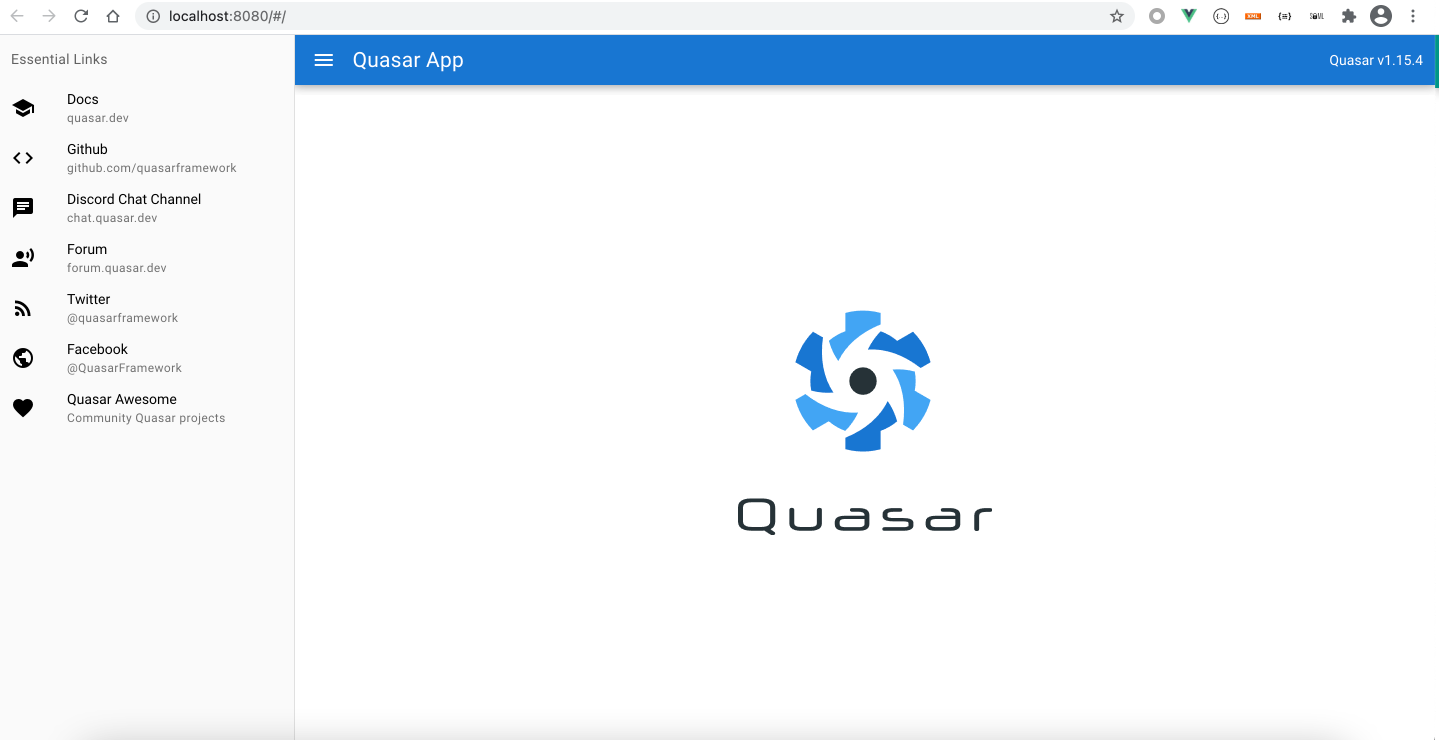 localhost:8080/#/
XML
Essential Links
Quasar App
Quasar v1.15.4
Docs
quasar.dev
Github
github.com/quasarframework
Discord Chat Channel
chat.quasar.dev
Forum
forum.quasar.dev
Twitter
@quasarframework
Facebook
@QuasarFramework
Quasar Awesome
Community Quasar projects
Quasar